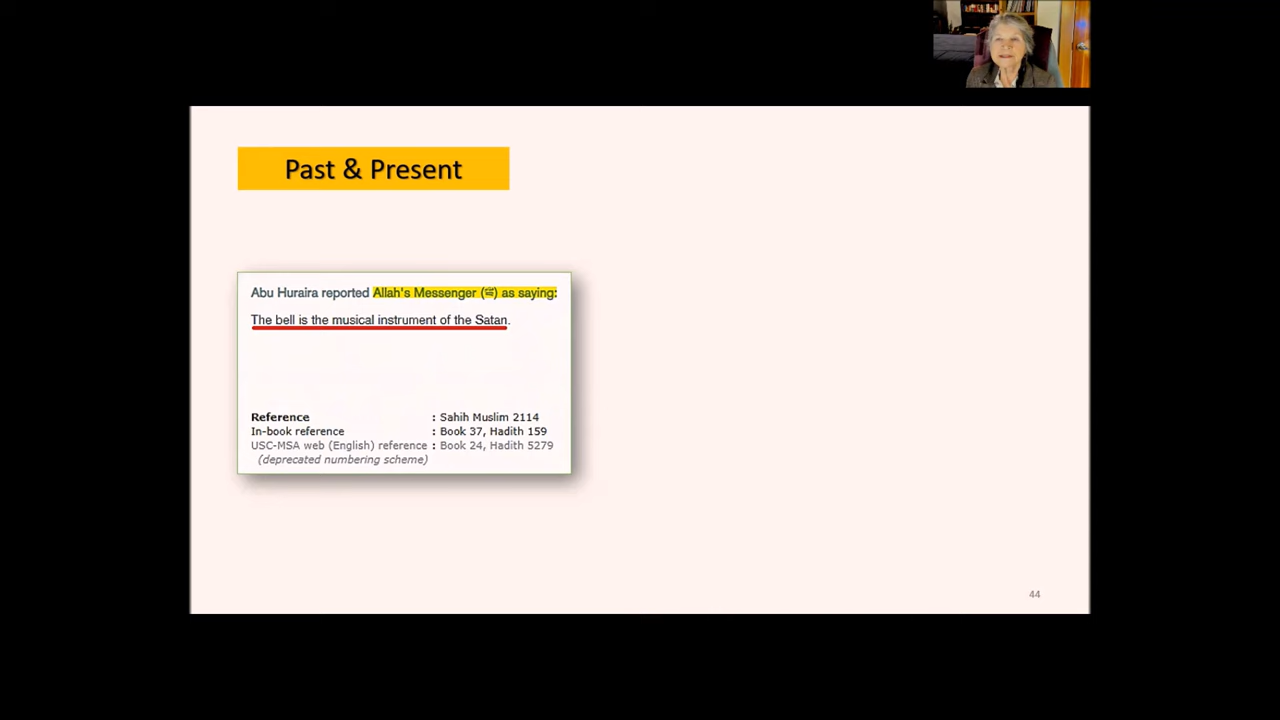 Past & Present
Abu Huraira reported Allah's Messenger (ﷺ) as saying:
The bell is the musical instrument of the Satan.
Reference : Sahih Muslim 2114
In-book reference : Book 37, Hadith 159
USC-MSA web (English) reference : Book 24, Hadith 5279
(deprecated numbering scheme)
44